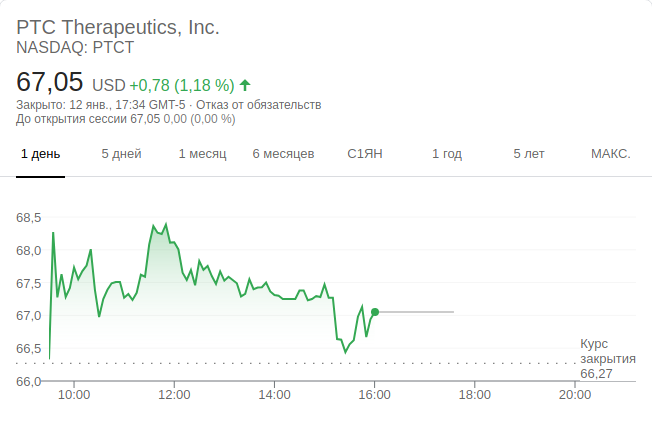 PTC Therapeutics, Inc.
NASDAQ: PTCT
67,05 USD +0,78 (1,18 %)
Закрыто: 12 янв., 17:34 GMT-5 · Отказ от обязательств
До открытия сессии 67,05 0,00 (0,00 %)
1 день 5 дней 1 месяц 6 месяцев С1ЯН 1 год 5 лет МАКС.
68,5
68,0
67,5
67,0
66,5
66,0
Курс
закрытия
66,27
10:00 12:00 14:00 16:00 18:00 20:00